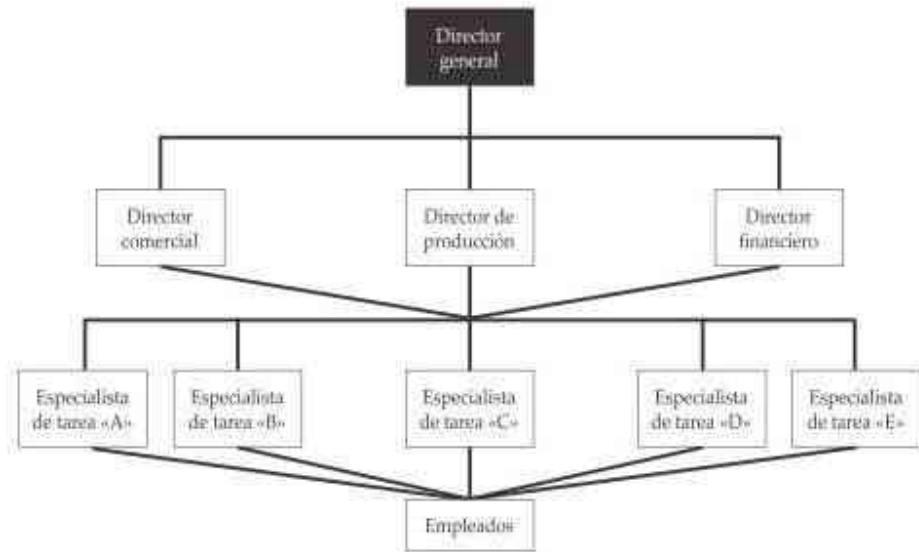 Director
general
Director
comercial
Director de
producción
Director
financiero
Especialista
de tarea «A»
Especialista
de tarea «B»
Especialista
de tarea «C»
Especialista
de tarea «D»
Especialista
de tarea «E»
Empleados